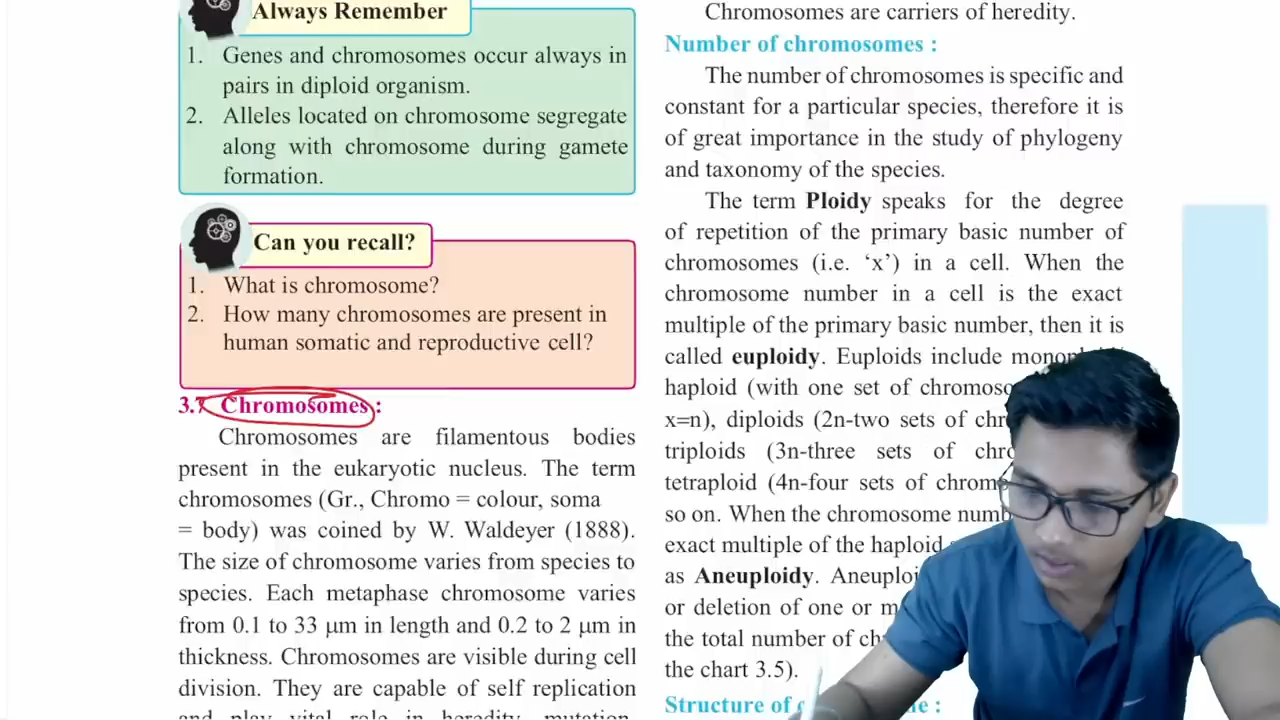 Always Remember
1. Genes and chromosomes occur always in
pairs in diploid organism.
2. Alleles located on chromosome segregate
along with chromosome during gamete
formation.
Can you recall?
1. What is chromosome?
2. How many chromosomes are present in
human somatic and reproductive cell?
3.7 Chromosomes :
Chromosomes are filamentous bodies
present in the eukaryotic nucleus. The term
chromosomes (Gr., Chromo = colour, soma
= body) was coined by W. Waldeyer (1888).
The size of chromosome varies from species to
species. Each metaphase chromosome varies
from 0.1 to 33 μm in length and 0.2 to 2 μm in
thickness. Chromosomes are visible during cell
division. They are capable of self replication
and play vital role in heredity, mutation,
Chromosomes are carriers of heredity.
Number of chromosomes :
The number of chromosomes is specific and
constant for a particular species, therefore it is
of great importance in the study of phylogeny
and taxonomy of the species.
The term Ploidy speaks for the degree
of repetition of the primary basic number of
chromosomes (i.e. ‘x’) in a cell. When the
chromosome number in a cell is the exact
multiple of the primary basic number, then it is
called euploidy. Euploids include
haploid (with one set of
x=n), diploids (2n-two sets of
triploids (3n-three sets of
tetraploid (4n-four sets of
so on. When the chromosome
exact multiple of the haploid
as Aneuploidy.
or deletion of one or
the total number of
the chart 3.5).
Structure of